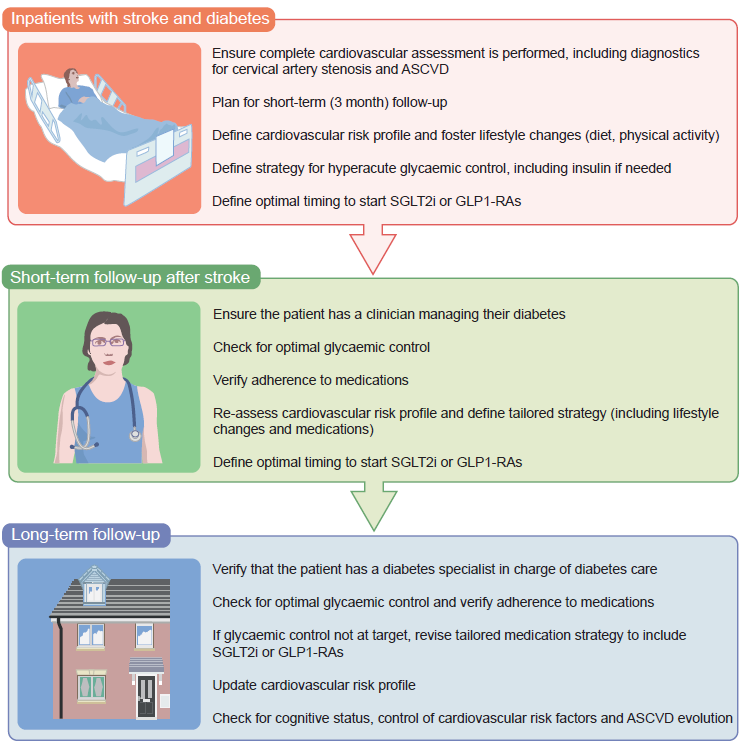 Inpatients with stroke and diabetes
Ensure complete cardiovascular assessment is performed, including diagnostics
for cervical artery stenosis and ASCVD
Plan for short-term (3 month) follow-up
Define cardiovascular risk profile and foster lifestyle changes (diet, physical activity)
Define strategy for hyperacute glycaemic control, including insulin if needed
Define optimal timing to start SGLT2i or GLP1-RAs
Short-term follow-up after stroke
Ensure the patient has a clinician managing their diabetes
Check for optimal glycaemic control
Verify adherence to medications
Re-assess cardiovascular risk profile and define tailored strategy (including lifestyle
changes and medications)
Define optimal timing to start SGLT2i or GLP1-RAs
Long-term follow-up
Verify that the patient has a diabetes specialist in charge of diabetes care
Check for optimal glycaemic control and verify adherence to medications
If glycaemic control not at target, revise tailored medication strategy to include
SGLT2i or GLP1-RAs
Update cardiovascular risk profile
Check for cognitive status, control of cardiovascular risk factors and ASCVD evolution